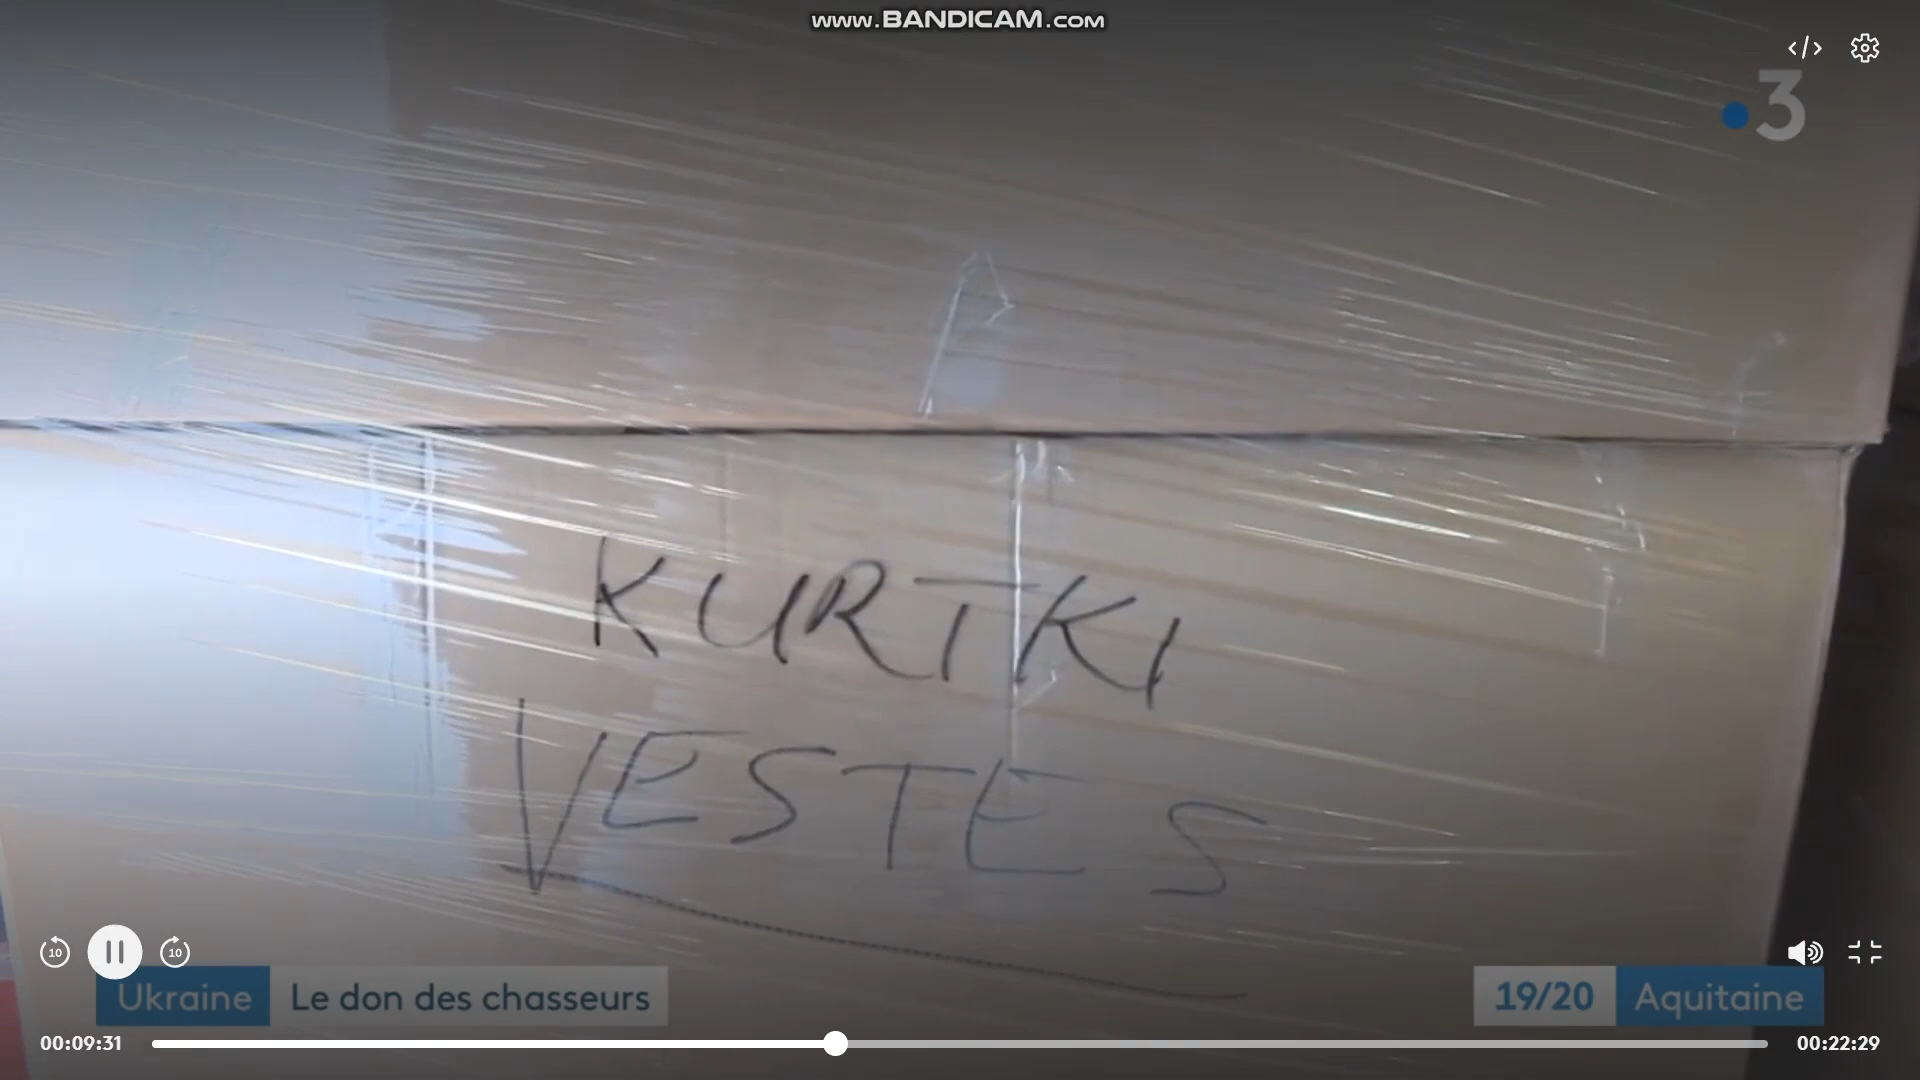 www.BANDICAM.com
3
KURTKI
VESTES
10
10
Ukraine Le don des chasseurs
19/20 Aquitaine
00:09:31
00:22:29